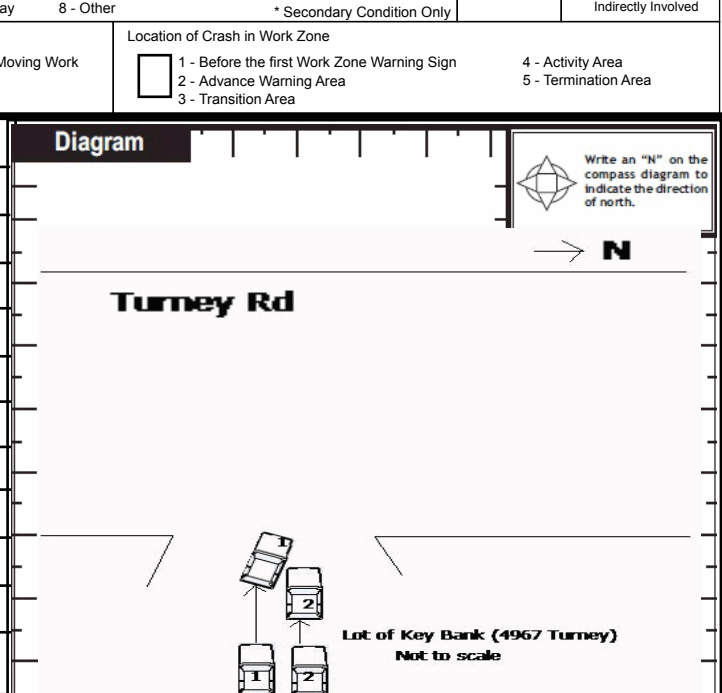 ay 8 - Other * Secondary Condition Only Indirectly Involved
Moving Work
Location of Crash in Work Zone
1 - Before the first Work Zone Warning Sign
2 - Advance Warning Area
3 - Transition Area
4 - Activity Area
5 - Termination Area
Diagram
Write an “N” on the
compass diagram to
indicate the direction
of north.
N
Turney Rd
1
2
Lot of Key Bank (4967 Turney)
Not to scale
1 2